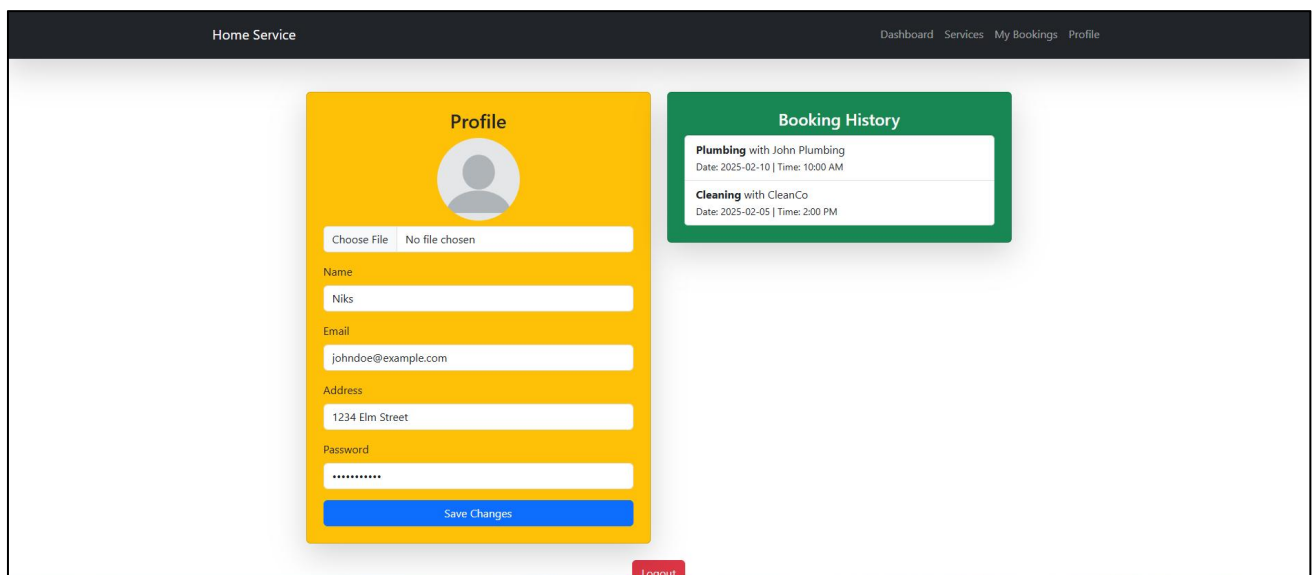 Home Service
Dashboard Services My Bookings Profile
Profile
Choose File No file chosen
Name
Niks
Email
johndoe@example.com
Address
1234 Elm Street
Password
•••••••••••
Save Changes
Booking History
Plumbing with John Plumbing
Date: 2025-02-10 | Time: 10:00 AM
Cleaning with CleanCo
Date: 2025-02-05 | Time: 2:00 PM
Logout